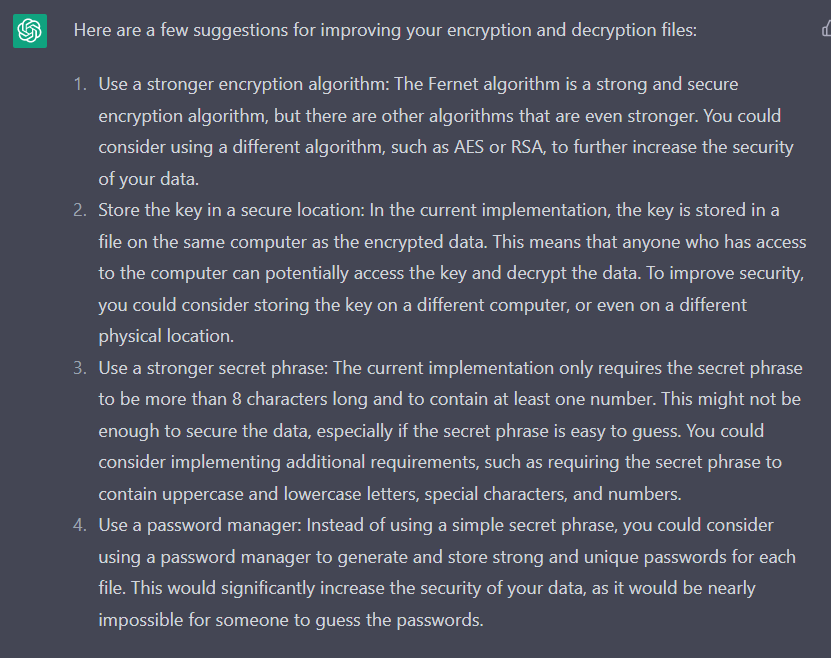 Here are a few suggestions for improving your encryption and decryption files:
1. Use a stronger encryption algorithm: The Fernet algorithm is a strong and secure
encryption algorithm, but there are other algorithms that are even stronger. You could
consider using a different algorithm, such as AES or RSA, to further increase the security
of your data.
2. Store the key in a secure location: In the current implementation, the key is stored in a
file on the same computer as the encrypted data. This means that anyone who has access
to the computer can potentially access the key and decrypt the data. To improve security,
you could consider storing the key on a different computer, or even on a different
physical location.
3. Use a stronger secret phrase: The current implementation only requires the secret phrase
to be more than 8 characters long and to contain at least one number. This might not be
enough to secure the data, especially if the secret phrase is easy to guess. You could
consider implementing additional requirements, such as requiring the secret phrase to
contain uppercase and lowercase letters, special characters, and numbers.
4. Use a password manager: Instead of using a simple secret phrase, you could consider
using a password manager to generate and store strong and unique passwords for each
file. This would significantly increase the security of your data, as it would be nearly
impossible for someone to guess the passwords.